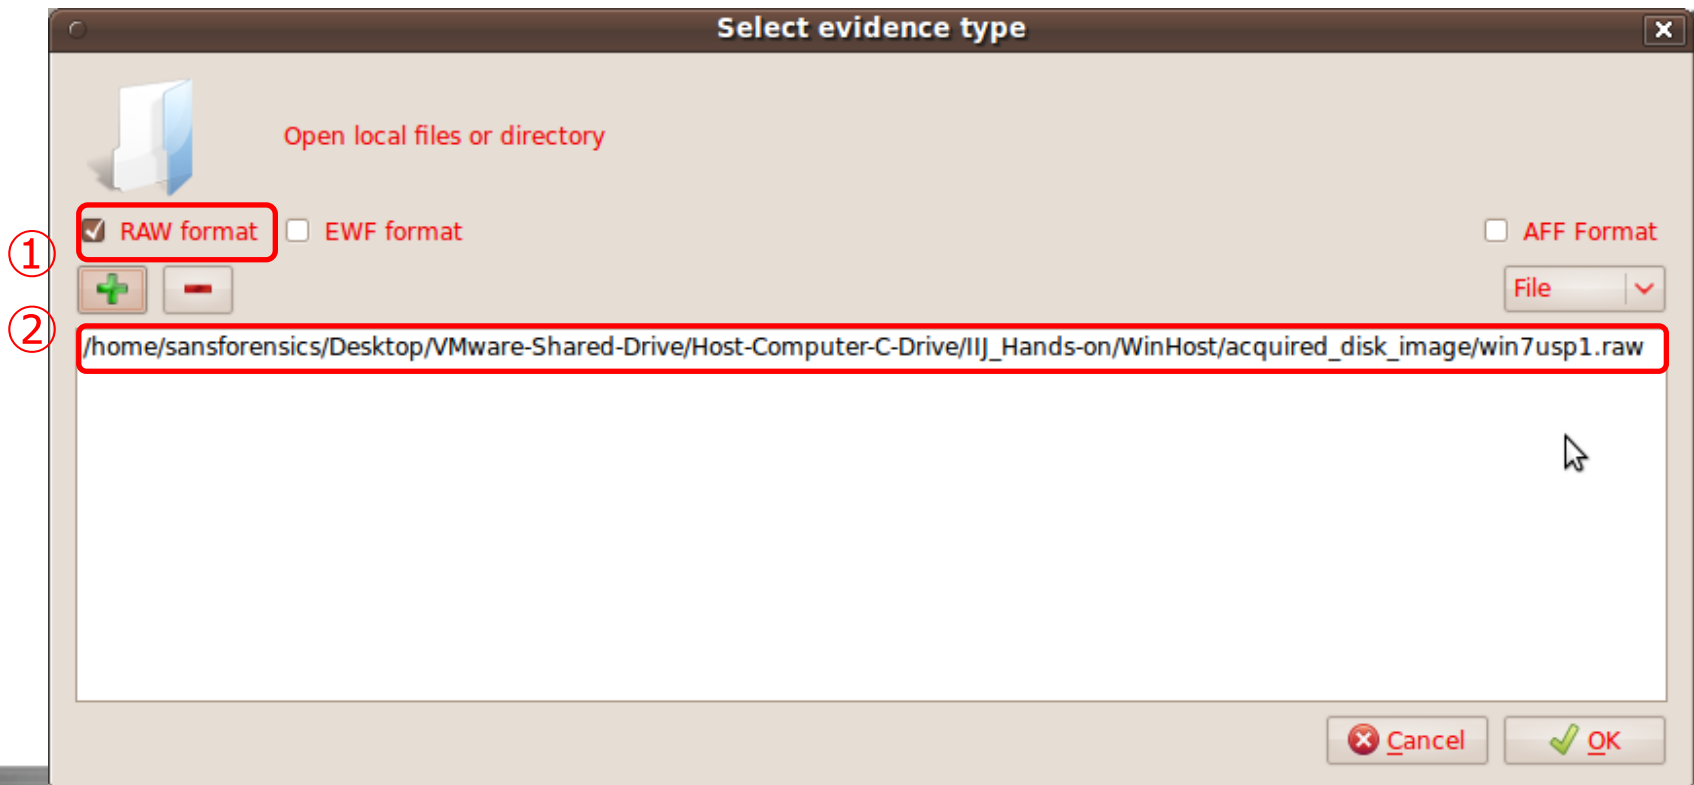 Select evidence type
Open local files or directory
① RAW format EWF format AFF Format
File
②
/home/sansforensics/Desktop/VMware-Shared-Drive/Host-Computer-C-Drive/IIJ_Hands-on/WinHost/acquired_disk_image/win7usp1.raw
Cancel OK